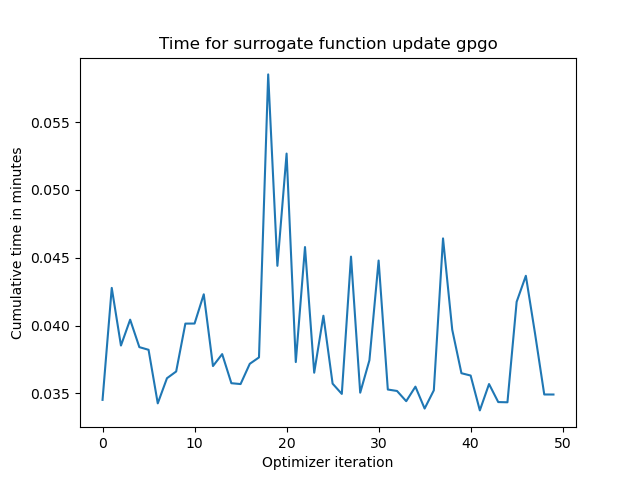 Time for surrogate function update gpgo
Cumulative time in minutes
0.055
0.050
0.045
0.040
0.035
0 10 20 30 40 50
Optimizer iteration